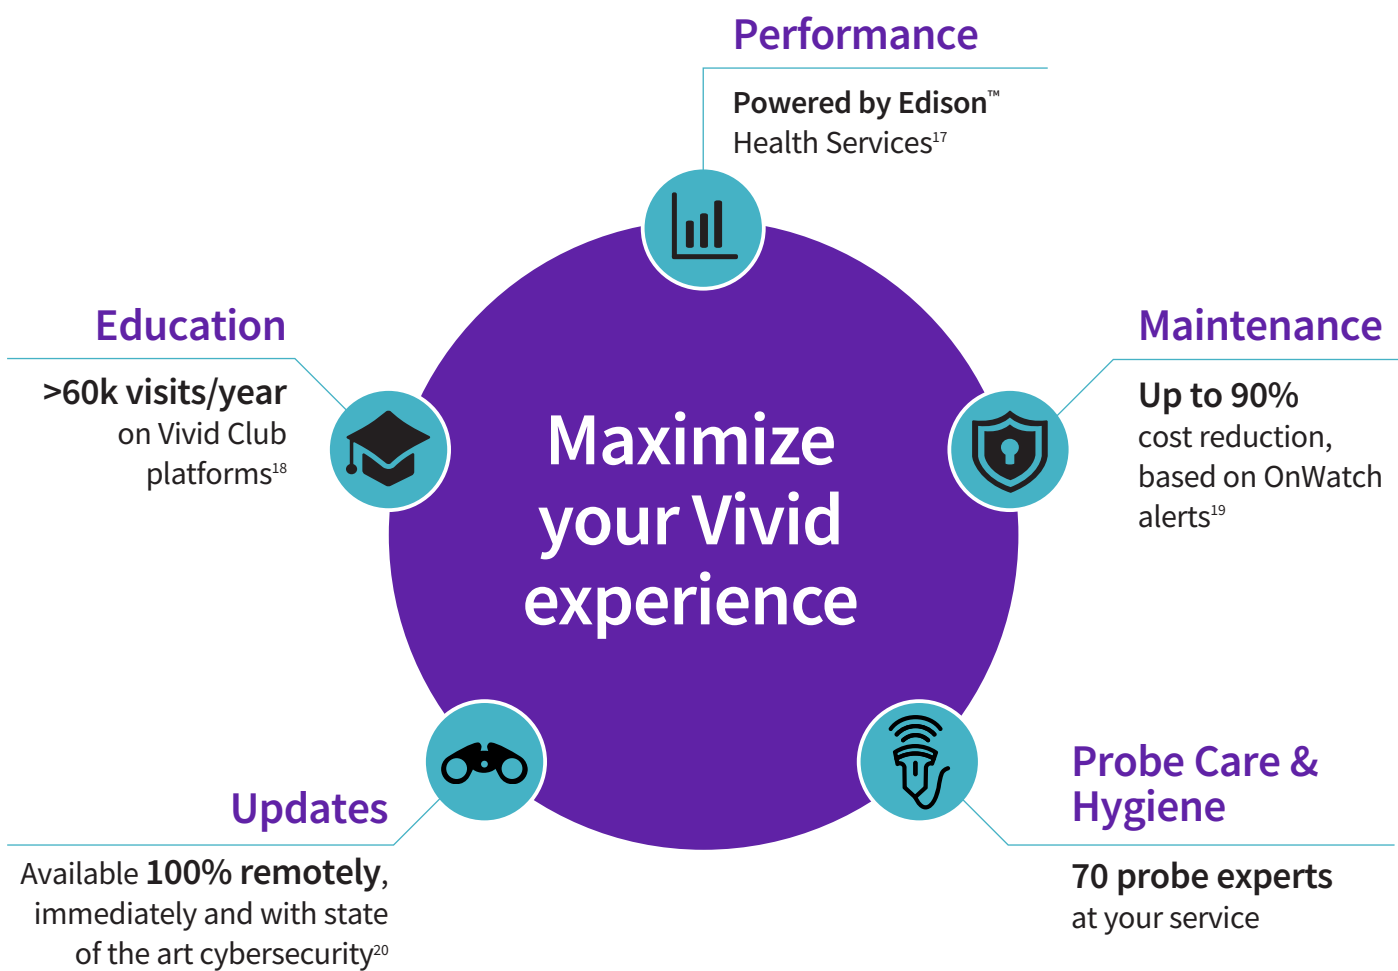 Performance
Powered by Edison™
Health Services¹⁷
Education
>60k visits/year
on Vivid Club
platforms¹⁸
Maximize
your Vivid
experience
Maintenance
Up to 90%
cost reduction,
based on OnWatch
alerts¹⁹
Updates
Available 100% remotely,
immediately and with state
of the art cybersecurity²⁰
Probe Care &
Hygiene
70 probe experts
at your service